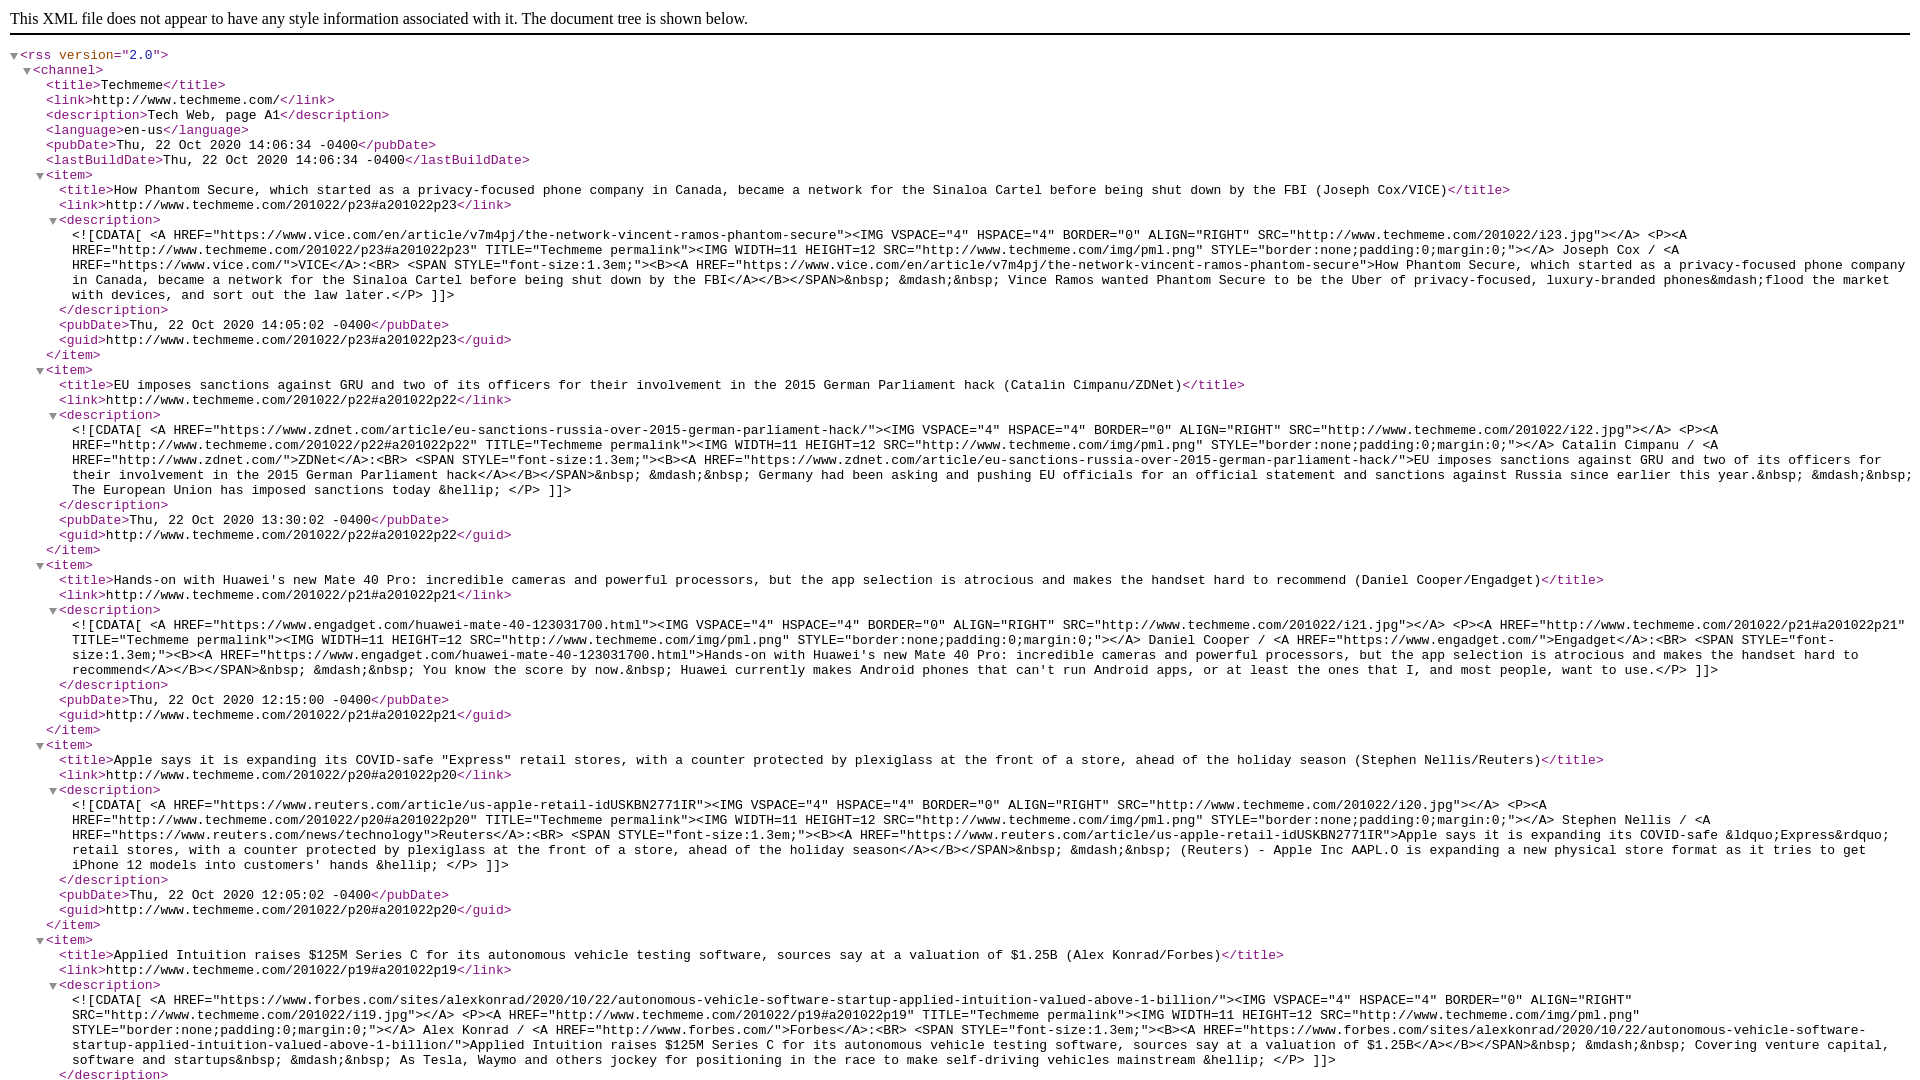 This XML file does not appear to have any style information associated with it. The document tree is shown below.
<rss version="2.0">
<channel>
<title>Techmeme</title>
<link>http://www.techmeme.com/</link>
<description>Tech Web, page A1</description>
<language>en-us</language>
<pubDate>Thu, 22 Oct 2020 14:06:34 -0400</pubDate>
<lastBuildDate>Thu, 22 Oct 2020 14:06:34 -0400</lastBuildDate>
<item>
<title>How Phantom Secure, which started as a privacy-focused phone company in Canada, became a network for the Sinaloa Cartel before being shut down by the FBI (Joseph Cox/VICE)</title>
<link>http://www.techmeme.com/201022/p23#a201022p23</link>
<description>
<![CDATA[ <A HREF="https://www.vice.com/en/article/v7m4pj/the-network-vincent-ramos-phantom-secure"><IMG VSPACE="4" HSPACE="4" BORDER="0" ALIGN="RIGHT" SRC="http://www.techmeme.com/201022/i23.jpg"></A> <P><A
HREF="http://www.techmeme.com/201022/p23#a201022p23" TITLE="Techmeme permalink"><IMG WIDTH=11 HEIGHT=12 SRC="http://www.techmeme.com/img/pml.png" STYLE="border:none;padding:0;margin:0;"></A> Joseph Cox / <A
HREF="https://www.vice.com/">VICE</A>:<BR> <SPAN STYLE="font-size:1.3em;"><B><A HREF="https://www.vice.com/en/article/v7m4pj/the-network-vincent-ramos-phantom-secure">How Phantom Secure, which started as a privacy-focused phone company
in Canada, became a network for the Sinaloa Cartel before being shut down by the FBI</A></B></SPAN>&nbsp; &mdash;&nbsp; Vince Ramos wanted Phantom Secure to be the Uber of privacy-focused, luxury-branded phones&mdash;flood the market
with devices, and sort out the law later.</P> ]]>
</description>
<pubDate>Thu, 22 Oct 2020 14:05:02 -0400</pubDate>
<guid>http://www.techmeme.com/201022/p23#a201022p23</guid>
</item>
<item>
<title>EU imposes sanctions against GRU and two of its officers for their involvement in the 2015 German Parliament hack (Catalin Cimpanu/ZDNet)</title>
<link>http://www.techmeme.com/201022/p22#a201022p22</link>
<description>
<![CDATA[ <A HREF="https://www.zdnet.com/article/eu-sanctions-russia-over-2015-german-parliament-hack/"><IMG VSPACE="4" HSPACE="4" BORDER="0" ALIGN="RIGHT" SRC="http://www.techmeme.com/201022/i22.jpg"></A> <P><A
HREF="http://www.techmeme.com/201022/p22#a201022p22" TITLE="Techmeme permalink"><IMG WIDTH=11 HEIGHT=12 SRC="http://www.techmeme.com/img/pml.png" STYLE="border:none;padding:0;margin:0;"></A> Catalin Cimpanu / <A
HREF="http://www.zdnet.com/">ZDNet</A>:<BR> <SPAN STYLE="font-size:1.3em;"><B><A HREF="https://www.zdnet.com/article/eu-sanctions-russia-over-2015-german-parliament-hack/">EU imposes sanctions against GRU and two of its officers for
their involvement in the 2015 German Parliament hack</A></B></SPAN>&nbsp; &mdash;&nbsp; Germany had been asking and pushing EU officials for an official statement and sanctions against Russia since earlier this year.&nbsp; &mdash;&nbsp;
The European Union has imposed sanctions today &hellip; </P> ]]>
</description>
<pubDate>Thu, 22 Oct 2020 13:30:02 -0400</pubDate>
<guid>http://www.techmeme.com/201022/p22#a201022p22</guid>
</item>
<item>
<title>Hands-on with Huawei's new Mate 40 Pro: incredible cameras and powerful processors, but the app selection is atrocious and makes the handset hard to recommend (Daniel Cooper/Engadget)</title>
<link>http://www.techmeme.com/201022/p21#a201022p21</link>
<description>
<![CDATA[ <A HREF="https://www.engadget.com/huawei-mate-40-123031700.html"><IMG VSPACE="4" HSPACE="4" BORDER="0" ALIGN="RIGHT" SRC="http://www.techmeme.com/201022/i21.jpg"></A> <P><A HREF="http://www.techmeme.com/201022/p21#a201022p21"
TITLE="Techmeme permalink"><IMG WIDTH=11 HEIGHT=12 SRC="http://www.techmeme.com/img/pml.png" STYLE="border:none;padding:0;margin:0;"></A> Daniel Cooper / <A HREF="https://www.engadget.com/">Engadget</A>:<BR> <SPAN STYLE="font-
size:1.3em;"><B><A HREF="https://www.engadget.com/huawei-mate-40-123031700.html">Hands-on with Huawei's new Mate 40 Pro: incredible cameras and powerful processors, but the app selection is atrocious and makes the handset hard to
recommend</A></B></SPAN>&nbsp; &mdash;&nbsp; You know the score by now.&nbsp; Huawei currently makes Android phones that can't run Android apps, or at least the ones that I, and most people, want to use.</P> ]]>
</description>
<pubDate>Thu, 22 Oct 2020 12:15:00 -0400</pubDate>
<guid>http://www.techmeme.com/201022/p21#a201022p21</guid>
</item>
<item>
<title>Apple says it is expanding its COVID-safe "Express" retail stores, with a counter protected by plexiglass at the front of a store, ahead of the holiday season (Stephen Nellis/Reuters)</title>
<link>http://www.techmeme.com/201022/p20#a201022p20</link>
<description>
<![CDATA[ <A HREF="https://www.reuters.com/article/us-apple-retail-idUSKBN2771IR"><IMG VSPACE="4" HSPACE="4" BORDER="0" ALIGN="RIGHT" SRC="http://www.techmeme.com/201022/i20.jpg"></A> <P><A
HREF="http://www.techmeme.com/201022/p20#a201022p20" TITLE="Techmeme permalink"><IMG WIDTH=11 HEIGHT=12 SRC="http://www.techmeme.com/img/pml.png" STYLE="border:none;padding:0;margin:0;"></A> Stephen Nellis / <A
HREF="https://www.reuters.com/news/technology">Reuters</A>:<BR> <SPAN STYLE="font-size:1.3em;"><B><A HREF="https://www.reuters.com/article/us-apple-retail-idUSKBN2771IR">Apple says it is expanding its COVID-safe &ldquo;Express&rdquo;
retail stores, with a counter protected by plexiglass at the front of a store, ahead of the holiday season</A></B></SPAN>&nbsp; &mdash;&nbsp; (Reuters) - Apple Inc AAPL.O is expanding a new physical store format as it tries to get
iPhone 12 models into customers' hands &hellip; </P> ]]>
</description>
<pubDate>Thu, 22 Oct 2020 12:05:02 -0400</pubDate>
<guid>http://www.techmeme.com/201022/p20#a201022p20</guid>
</item>
<item>
<title>Applied Intuition raises $125M Series C for its autonomous vehicle testing software, sources say at a valuation of $1.25B (Alex Konrad/Forbes)</title>
<link>http://www.techmeme.com/201022/p19#a201022p19</link>
<description>
<![CDATA[ <A HREF="https://www.forbes.com/sites/alexkonrad/2020/10/22/autonomous-vehicle-software-startup-applied-intuition-valued-above-1-billion/"><IMG VSPACE="4" HSPACE="4" BORDER="0" ALIGN="RIGHT"
SRC="http://www.techmeme.com/201022/i19.jpg"></A> <P><A HREF="http://www.techmeme.com/201022/p19#a201022p19" TITLE="Techmeme permalink"><IMG WIDTH=11 HEIGHT=12 SRC="http://www.techmeme.com/img/pml.png"
STYLE="border:none;padding:0;margin:0;"></A> Alex Konrad / <A HREF="http://www.forbes.com/">Forbes</A>:<BR> <SPAN STYLE="font-size:1.3em;"><B><A HREF="https://www.forbes.com/sites/alexkonrad/2020/10/22/autonomous-vehicle-software-
startup-applied-intuition-valued-above-1-billion/">Applied Intuition raises $125M Series C for its autonomous vehicle testing software, sources say at a valuation of $1.25B</A></B></SPAN>&nbsp; &mdash;&nbsp; Covering venture capital,
software and startups&nbsp; &mdash;&nbsp; As Tesla, Waymo and others jockey for positioning in the race to make self-driving vehicles mainstream &hellip; </P> ]]>
</description>